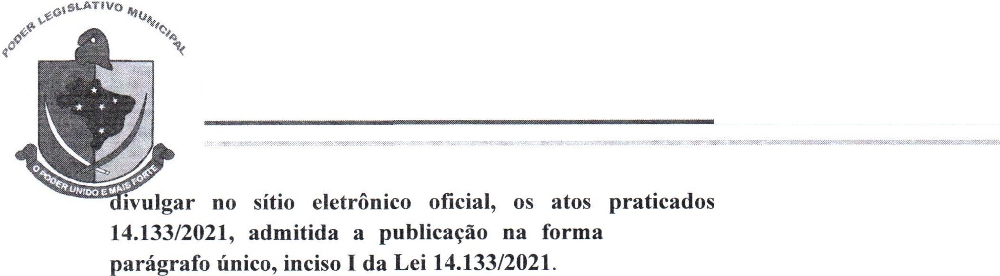 PODER LEGISLATIVO MUNICIPAL
O PODER UNIDO E MAIS FORTE
divulgar no sítio eletrônico oficial, os atos praticados
14.133/2021, admitida a publicação na forma
parágrafo único, inciso I da Lei 14.133/2021.